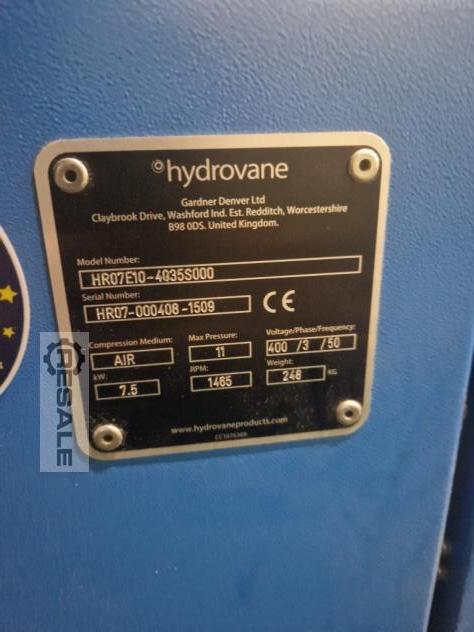 hydrovane
Gardner Denver Ltd
Claybrook Drive, Washford Ind. Est. Redditch, Worcestershire
B98 0DS. United Kingdom.
Model Number:
HR07E10-4035S000
Serial Number:
HR07-000408-1509
CE
Compression Medium: Max Pressure: Voltage/Phase/Frequency:
AIR 11 400 /3 /50
kW: RPM: Weight:
7.5 1465 248 KG
www.hydrovaneproducts.com
RESALE